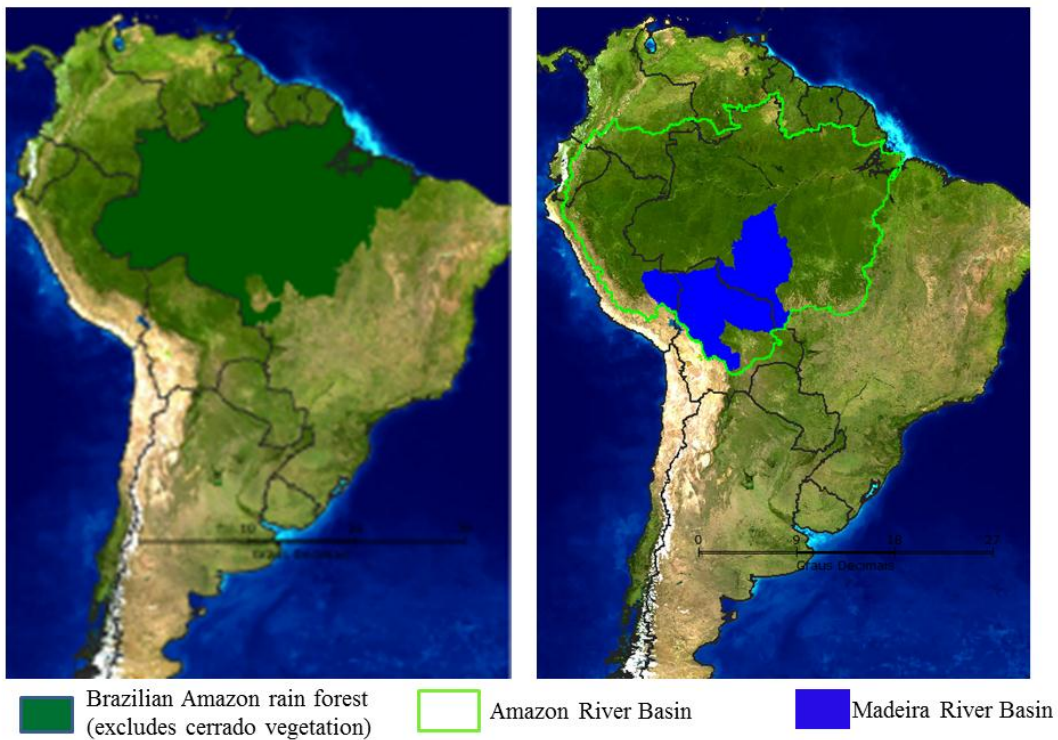 0 9 18 27
Graus Decimais
Brazilian Amazon rain forest
(excludes cerrado vegetation)
Amazon River Basin
Madeira River Basin